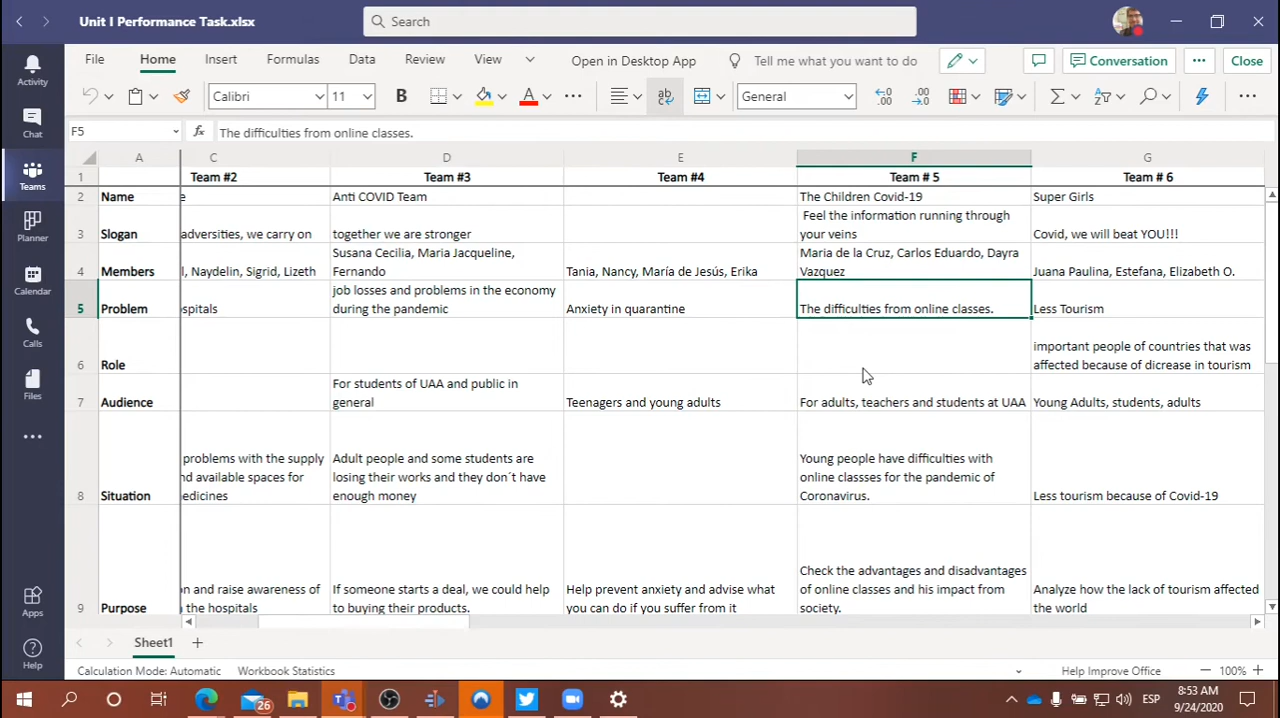 Unit I Performance Task.xlsx
Search
Activity
Chat
Teams
Planner
Calendar
Calls
Files
Apps
Help
File
Home
Insert
Formulas
Data
Review
View
Open in Desktop App
Tell me what you want to do
Conversation
Close
Calibri
11
B
A
General
F5
fx
The difficulties from online classes.
A
C
D
E
F
G
1
Team #2
Team #3
Team #4
Team # 5
Team # 6
2
Name
e
Anti COVID Team
The Children Covid-19
Super Girls
3
Slogan
adversities, we carry on
together we are stronger
Feel the information running through
your veins
Covid, we will beat YOU!!!
4
Members
l, Naydelin, Sigrid, Lizeth
Susana Cecilia, Maria Jacqueline,
Fernando
Tania, Nancy, María de Jesús, Erika
Maria de la Cruz, Carlos Eduardo, Dayra
Vazquez
Juana Paulina, Estefana, Elizabeth O.
5
Problem
spitals
job losses and problems in the economy
during the pandemic
Anxiety in quarantine
The difficulties from online classes.
Less Tourism
6
Role
important people of countries that was
affected because of dicrease in tourism
7
Audience
For students of UAA and public in
general
Teenagers and young adults
For adults, teachers and students at UAA
Young Adults, students, adults
8
Situation
problems with the supply
nd available spaces for
edicines
Adult people and some students are
losing their works and they don´t have
enough money
Young people have difficulties with
online classses for the pandemic of
Coronavirus.
Less tourism because of Covid-19
9
Purpose
on and raise awareness of
the hospitals
If someone starts a deal, we could help
to buying their products.
Help prevent anxiety and advise what
you can do if you suffer from it
Check the advantages and disadvantages
of online classes and his impact from
society.
Analyze how the lack of tourism affected
the world
Sheet1
Calculation Mode: Automatic
Workbook Statistics
Help Improve Office
100%
26
ESP
8:53 AM
9/24/2020